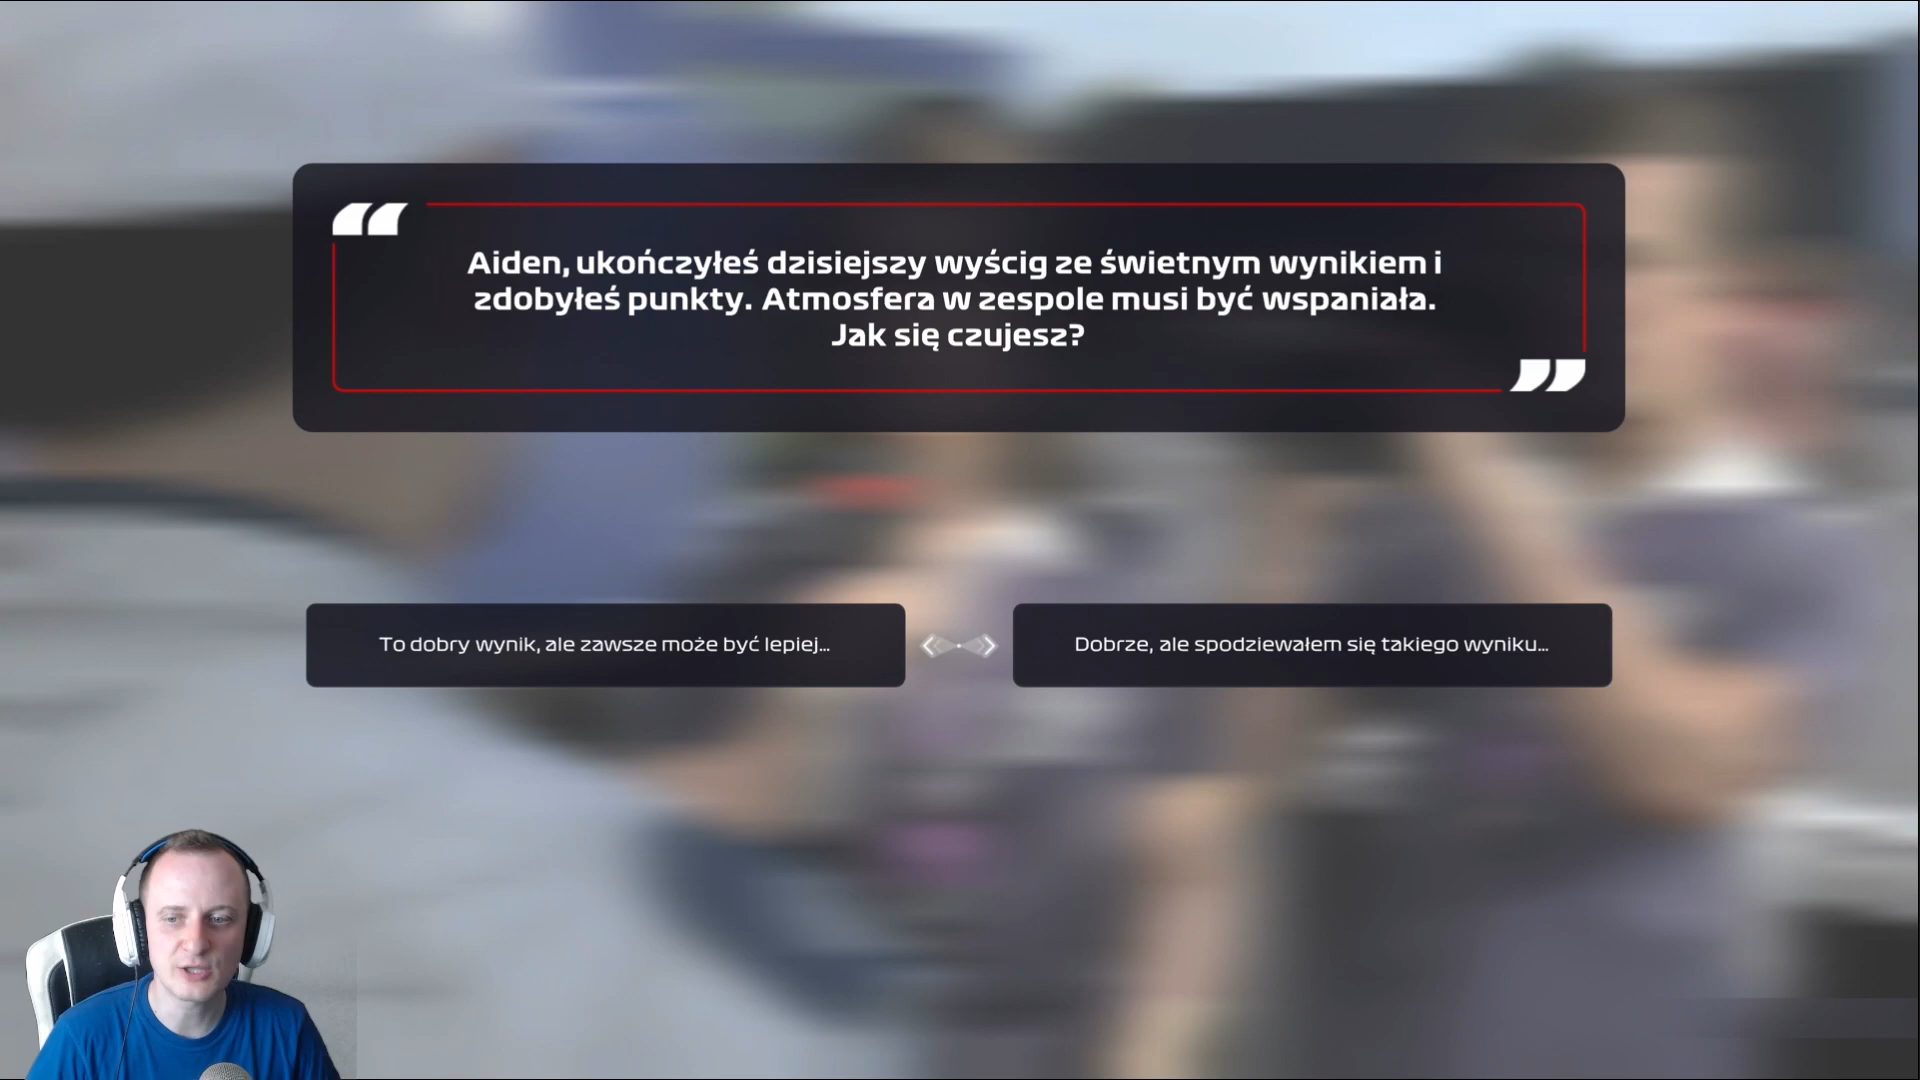 Aiden, ukończyłeś dzisiejszy wyścig ze świetnym wynikiem i
zdobyłeś punkty. Atmosfera w zespole musi być wspaniała.
Jak się czujesz?
To dobry wynik, ale zawsze może być lepiej...
Dobrze, ale spodziewałem się takiego wyniku...